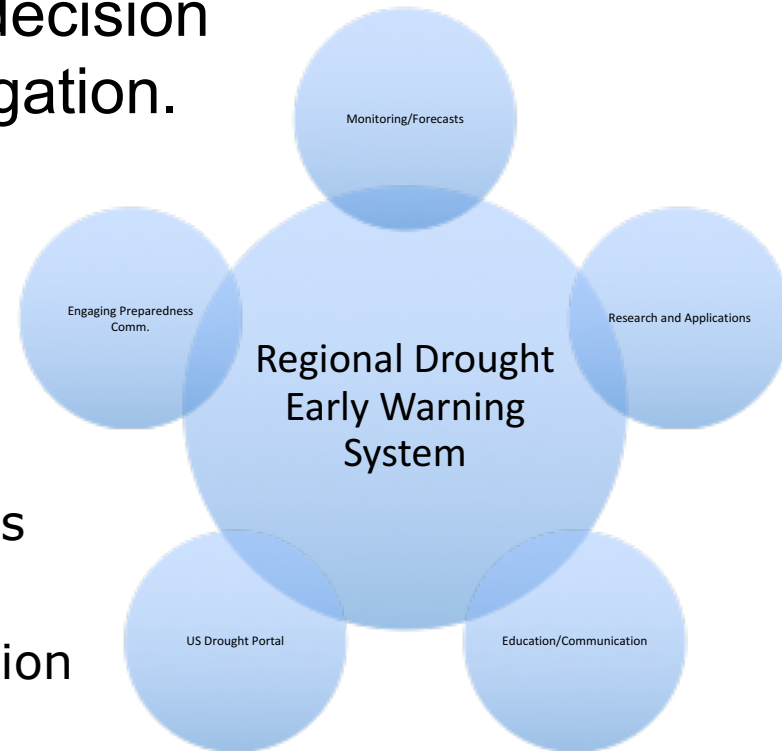 decision
gation.
Monitoring/Forecasts
Engaging Preparedness
Comm.
Research and Applications
Regional Drought
Early Warning
System
s
US Drought Portal
Education/Communication
ion